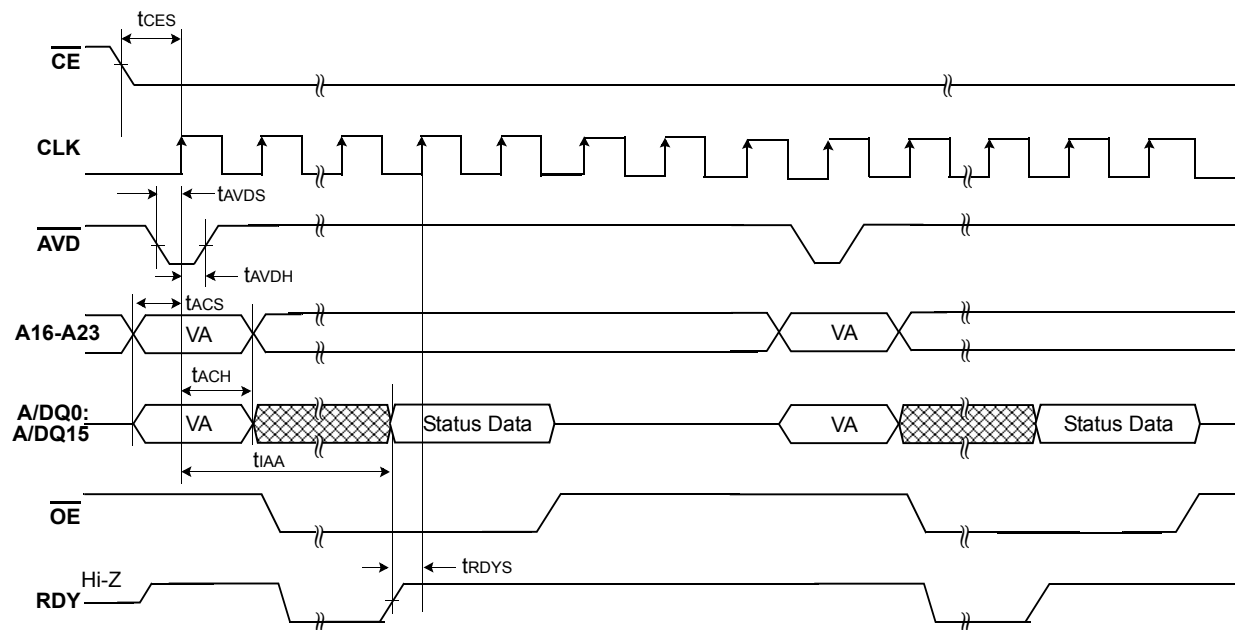 tCES
CE
CLK
tAVDS
AVD
tAVDH
tACS
A16-A23
VA
VA
tACH
A/DQ0:
A/DQ15
VA
Status Data
VA
Status Data
tIAA
OE
tRDYS
Hi-Z
RDY